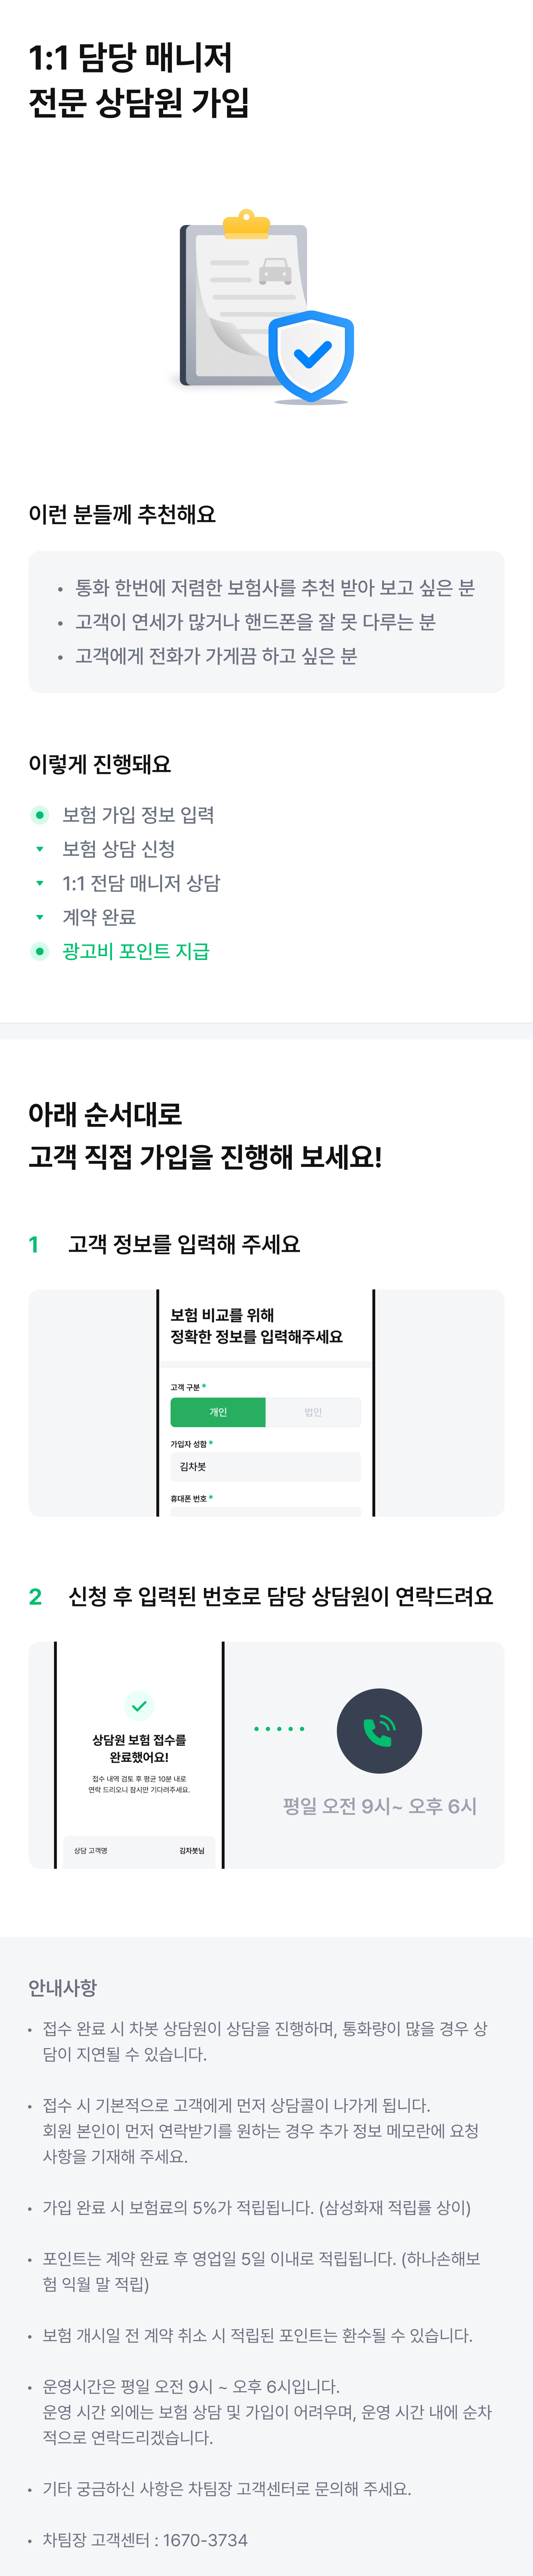 1:1 담당 매니저
전문 상담원 가입
이런 분들께 추천해요
• 통화 한번에 저렴한 보험사를 추천 받아 보고 싶은 분
• 고객이 연세가 많거나 핸드폰을 잘 못 다루는 분
• 고객에게 전화가 가게끔 하고 싶은 분
이렇게 진행돼요
보험 가입 정보 입력
보험 상담 신청
1:1 전담 매니저 상담
계약 완료
광고비 포인트 지급
아래 순서대로
고객 직접 가입을 진행해 보세요!
1 고객 정보를 입력해 주세요
보험 비교를 위해
정확한 정보를 입력해주세요
고객 구분 *
개인 법인
가입자 성함 *
김차봇
휴대폰 번호 *
2 신청 후 입력된 번호로 담당 상담원이 연락드려요
상담원 보험 접수를
완료했어요!
접수 내역 검토 후 평균 10분 내로
연락 드리오니 잠시만 기다려주세요.
상담 고객명 김차봇님
평일 오전 9시~ 오후 6시
안내사항
• 접수 완료 시 차봇 상담원이 상담을 진행하며, 통화량이 많을 경우 상
담이 지연될 수 있습니다.
• 접수 시 기본적으로 고객에게 먼저 상담콜이 나가게 됩니다.
회원 본인이 먼저 연락받기를 원하는 경우 추가 정보 메모란에 요청
사항을 기재해 주세요.
• 가입 완료 시 보험료의 5%가 적립됩니다. (삼성화재 적립률 상이)
• 포인트는 계약 완료 후 영업일 5일 이내로 적립됩니다. (하나손해보
험 익월 말 적립)
• 보험 개시일 전 계약 취소 시 적립된 포인트는 환수될 수 있습니다.
• 운영시간은 평일 오전 9시 ~ 오후 6시입니다.
운영 시간 외에는 보험 상담 및 가입이 어려우며, 운영 시간 내에 순차
적으로 연락드리겠습니다.
• 기타 궁금하신 사항은 차팀장 고객센터로 문의해 주세요.
• 차팀장 고객센터 : 1670-3734